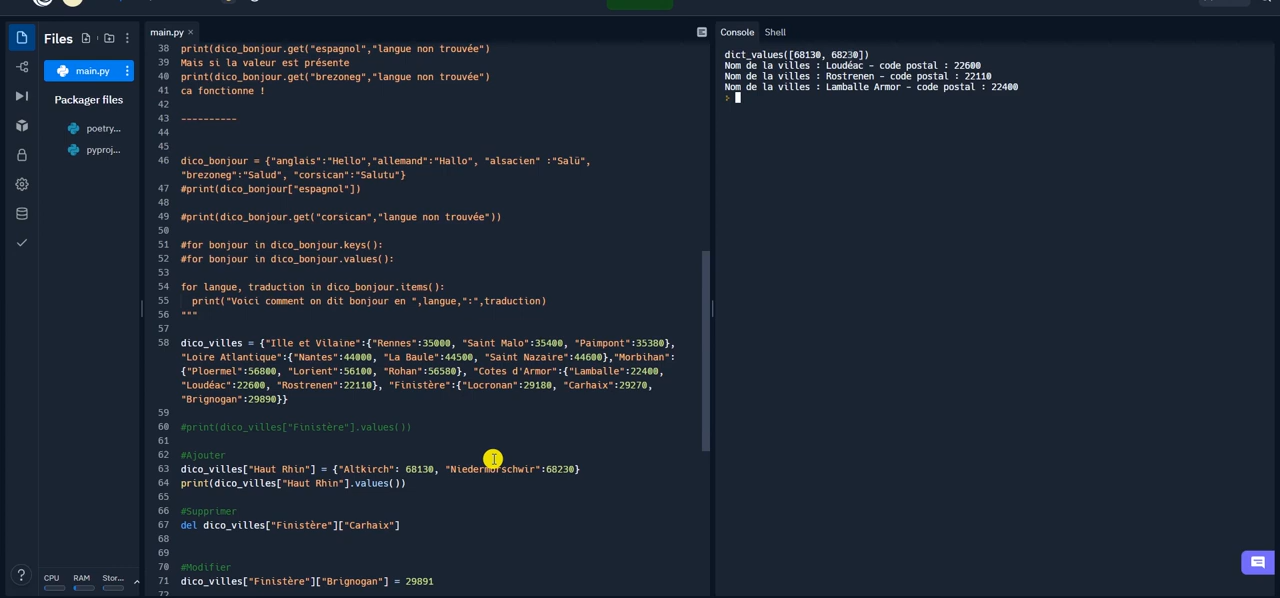 Files
main.py
Packager files
poetry...
pyproj...
CPU RAM Stor...
main.py ×
38 print(dico_bonjour.get("espagnol","langue non trouvée")
39 Mais si la valeur est présente
40 print(dico_bonjour.get("brezoneg","langue non trouvée")
41 ca fonctionne !
42
43 ----------
44
45
46 dico_bonjour = {"anglais":"Hello","allemand":"Hallo", "alsacien" :"Salü",
"brezoneg":"Salud", "corsican":"Salutu"}
47 #print(dico_bonjour["espagnol"])
48
49 #print(dico_bonjour.get("corsican","langue non trouvée"))
50
51 #for bonjour in dico_bonjour.keys():
52 #for bonjour in dico_bonjour.values():
53
54 for langue, traduction in dico_bonjour.items():
55 print("Voici comment on dit bonjour en ",langue,":",traduction)
56 """
57
58 dico_villes = {"Ille et Vilaine":{"Rennes":35000, "Saint Malo":35400, "Paimpont":35380},
"Loire Atlantique":{"Nantes":44000, "La Baule":44500, "Saint Nazaire":44600},"Morbihan":
{"Ploermel":56800, "Lorient":56100, "Rohan":56580}, "Cotes d'Armor":{"Lamballe":22400,
"Loudéac":22600, "Rostrenen":22110}, "Finistère":{"Locronan":29180, "Carhaix":29270,
"Brignogan":29890}}
59
60 #print(dico_villes["Finistère"].values())
61
62 #Ajouter
63 dico_villes["Haut Rhin"] = {"Altkirch": 68130, "Niedermorschwir":68230}
64 print(dico_villes["Haut Rhin"].values())
65
66 #Supprimer
67 del dico_villes["Finistère"]["Carhaix"]
68
69
70 #Modifier
71 dico_villes["Finistère"]["Brignogan"] = 29891
72
Console Shell
dict_values([68130, 68230])
Nom de la villes : Loudéac - code postal : 22600
Nom de la villes : Rostrenen - code postal : 22110
Nom de la villes : Lamballe Armor - code postal : 22400